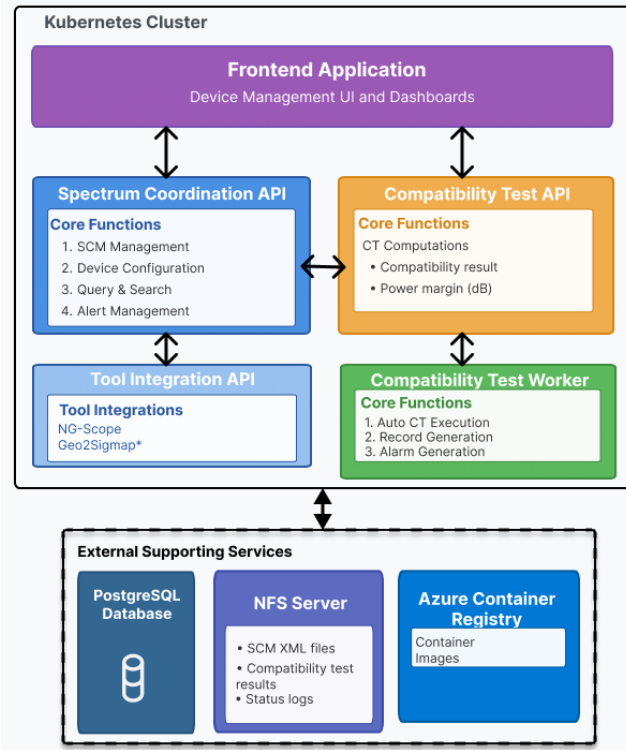 Kubernetes Cluster
Frontend Application
Device Management UI and Dashboards
Spectrum Coordination API
Core Functions
1. SCM Management
2. Device Configuration
3. Query & Search
4. Alert Management
Compatibility Test API
Core Functions
CT Computations
• Compatibility result
• Power margin (dB)
Tool Integration API
Tool Integrations
NG-Scope
Geo2Sigmap*
Compatibility Test Worker
Core Functions
1. Auto CT Execution
2. Record Generation
3. Alarm Generation
External Supporting Services
PostgreSQL
Database
NFS Server
• SCM XML files
• Compatibility test
results
• Status logs
Azure Container
Registry
Container
Images